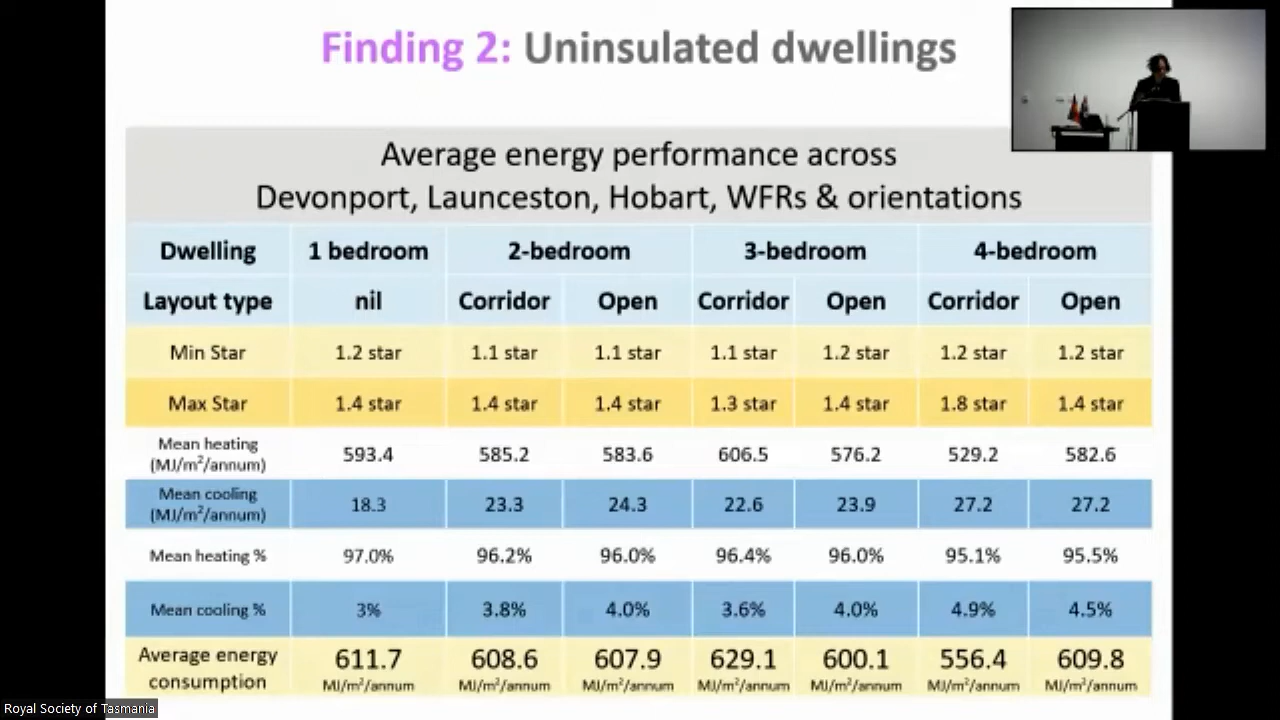 Finding 2: Uninsulated dwellings
Average energy performance across
Devonport, Launceston, Hobart, WFRs & orientations
Dwelling 1 bedroom 2-bedroom 3-bedroom 4-bedroom
Layout type nil Corridor Open Corridor Open Corridor Open
Min Star 1.2 star 1.1 star 1.1 star 1.1 star 1.2 star 1.2 star 1.2 star
Max Star 1.4 star 1.4 star 1.4 star 1.3 star 1.4 star 1.8 star 1.4 star
Mean heating
(MJ/m²/annum) 593.4 585.2 583.6 606.5 576.2 529.2 582.6
Mean cooling
(MJ/m²/annum) 18.3 23.3 24.3 22.6 23.9 27.2 27.2
Mean heating % 97.0% 96.2% 96.0% 96.4% 96.0% 95.1% 95.5%
Mean cooling % 3% 3.8% 4.0% 3.6% 4.0% 4.9% 4.5%
Average energy
consumption 611.7 608.6 607.9 629.1 600.1 556.4 609.8
MJ/m²/annum MJ/m²/annum MJ/m²/annum MJ/m²/annum MJ/m²/annum MJ/m²/annum MJ/m²/annum
Royal Society of Tasmania